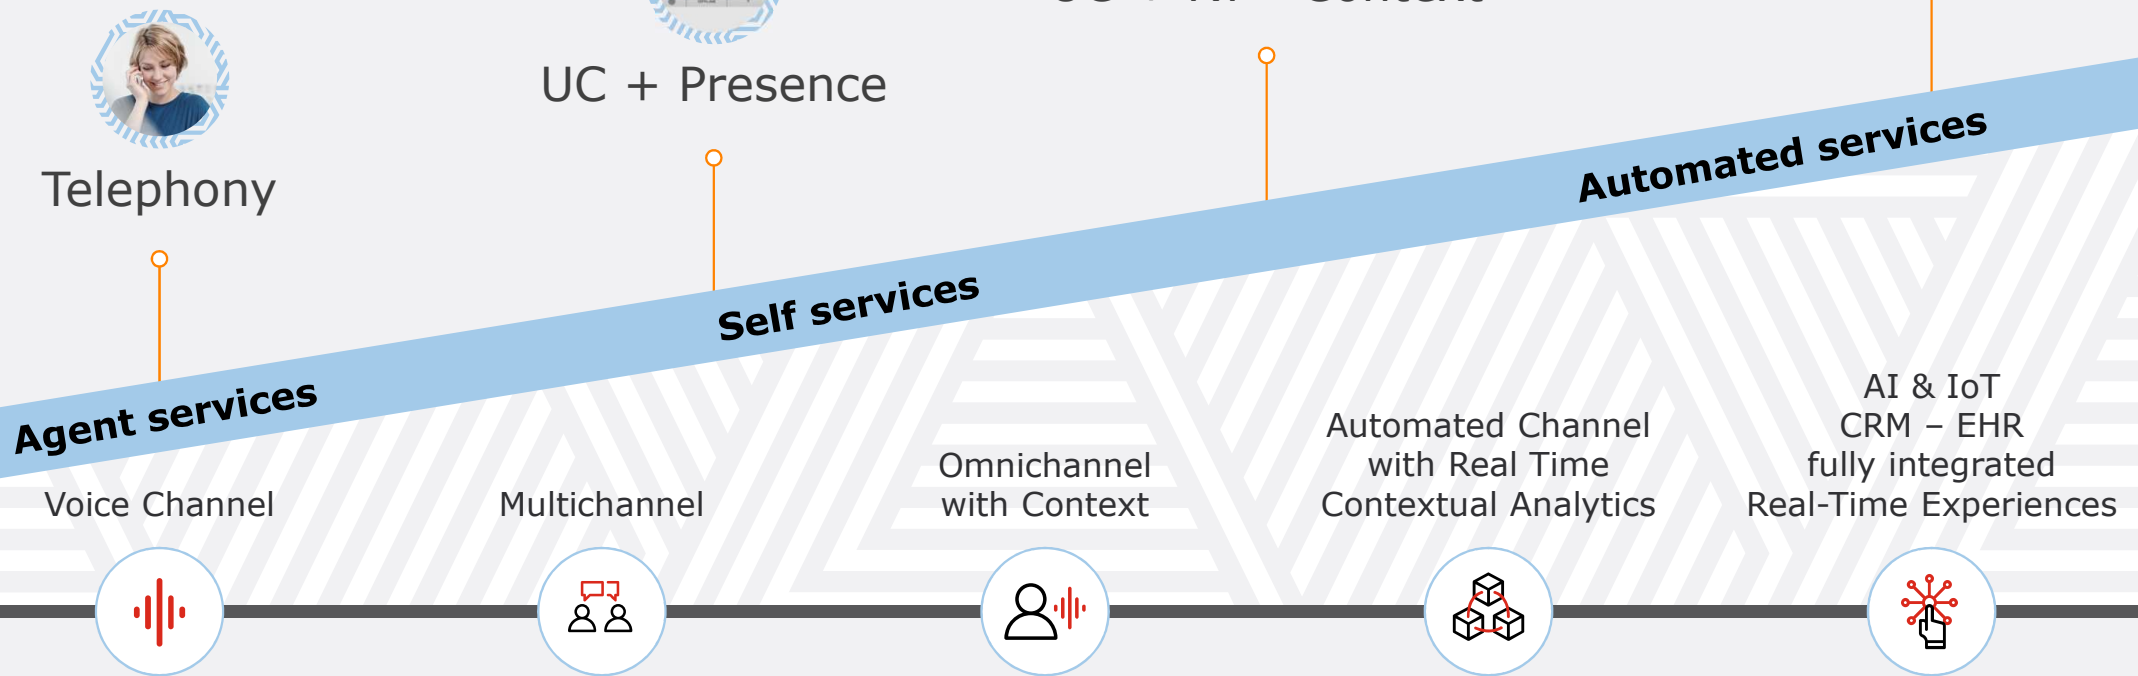 Telephony
UC + Presence
Agent services
Self services
Automated services
Voice Channel
Multichannel
Omnichannel
with Context
Automated Channel
with Real Time
Contextual Analytics
AI & IoT
CRM – EHR
fully integrated
Real-Time Experiences